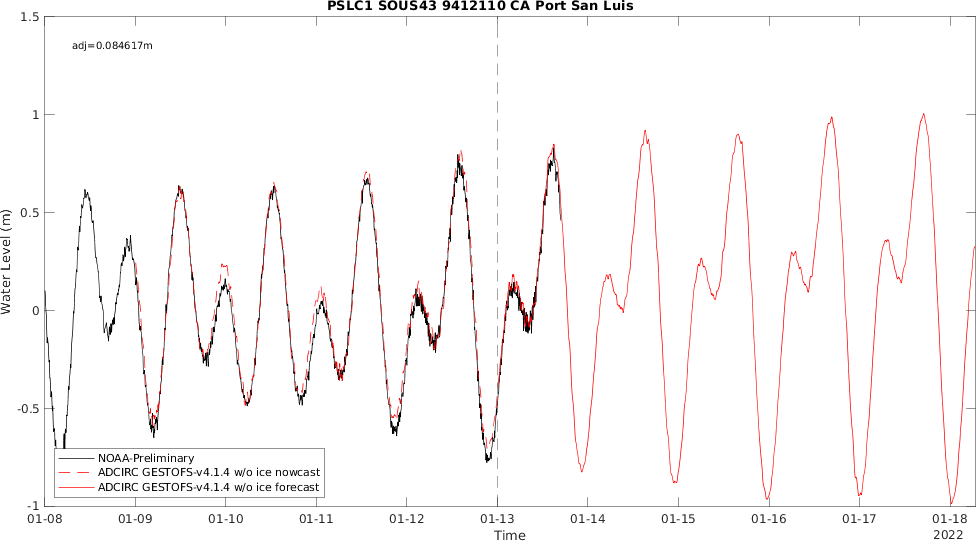 PSLC1 SOUS43 9412110 CA Port San Luis
1.5
adj=0.084617m
1
0.5
0
-0.5
-1
Water Level (m)
NOAA-Preliminary
ADCIRC GESTOFS-v4.1.4 w/o ice nowcast
ADCIRC GESTOFS-v4.1.4 w/o ice forecast
01-08 01-09 01-10 01-11 01-12 01-13 01-14 01-15 01-16 01-17 01-18
Time
2022